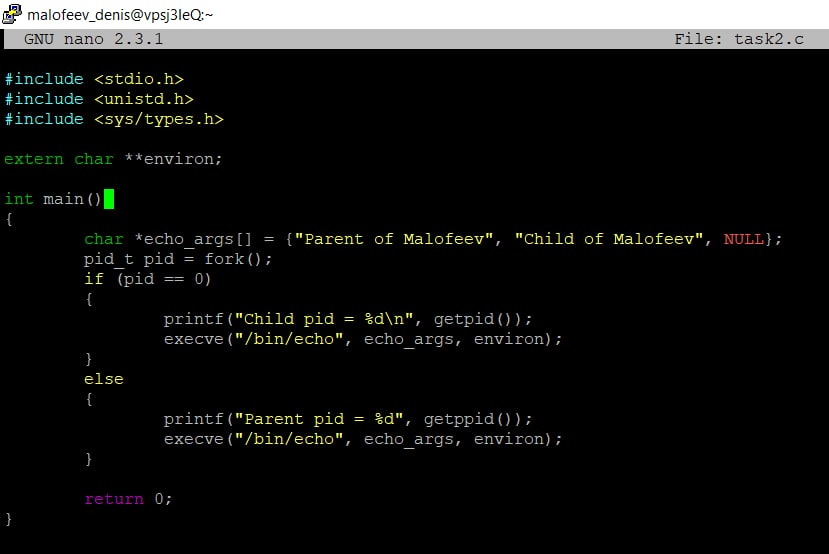 malofeev_denis@vpsj3leQ:~
GNU nano 2.3.1 File: task2.c
#include <stdio.h>
#include <unistd.h>
#include <sys/types.h>
extern char **environ;
int main()
{
char *echo_args[] = {"Parent of Malofeev", "Child of Malofeev", NULL};
pid_t pid = fork();
if (pid == 0)
{
printf("Child pid = %d\n", getpid());
execve("/bin/echo", echo_args, environ);
}
else
{
printf("Parent pid = %d", getppid());
execve("/bin/echo", echo_args, environ);
}
return 0;
}